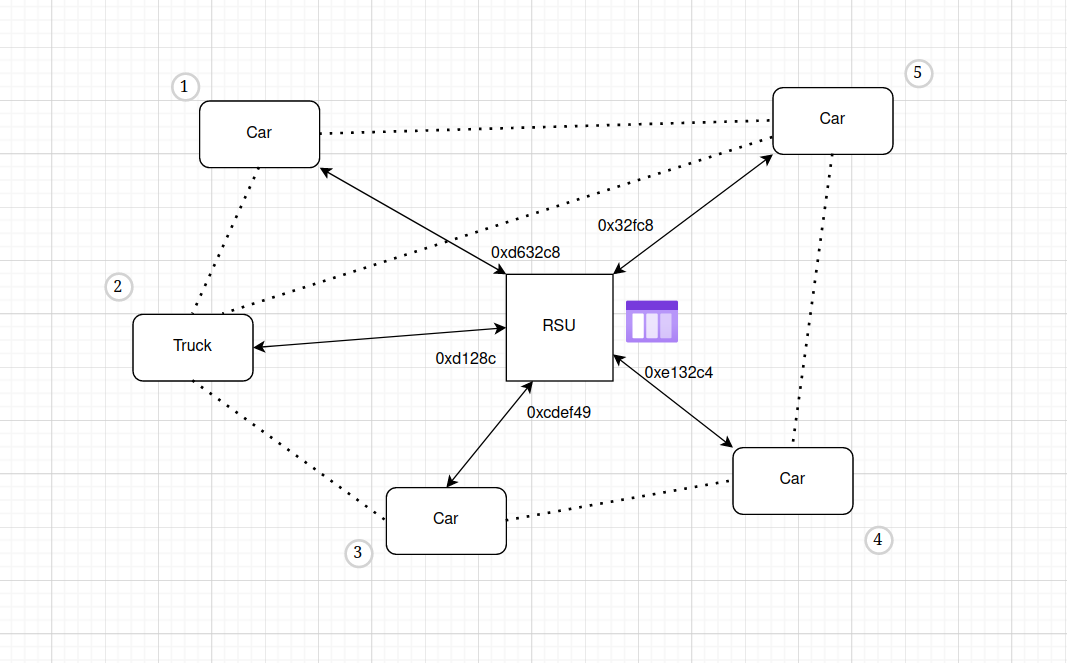 5
1
Car
Car
0x32fc8
0xd632c8
2
RSU
Truck
0xd128c
0xe132c4
0xcdef49
Car
Car
4
3